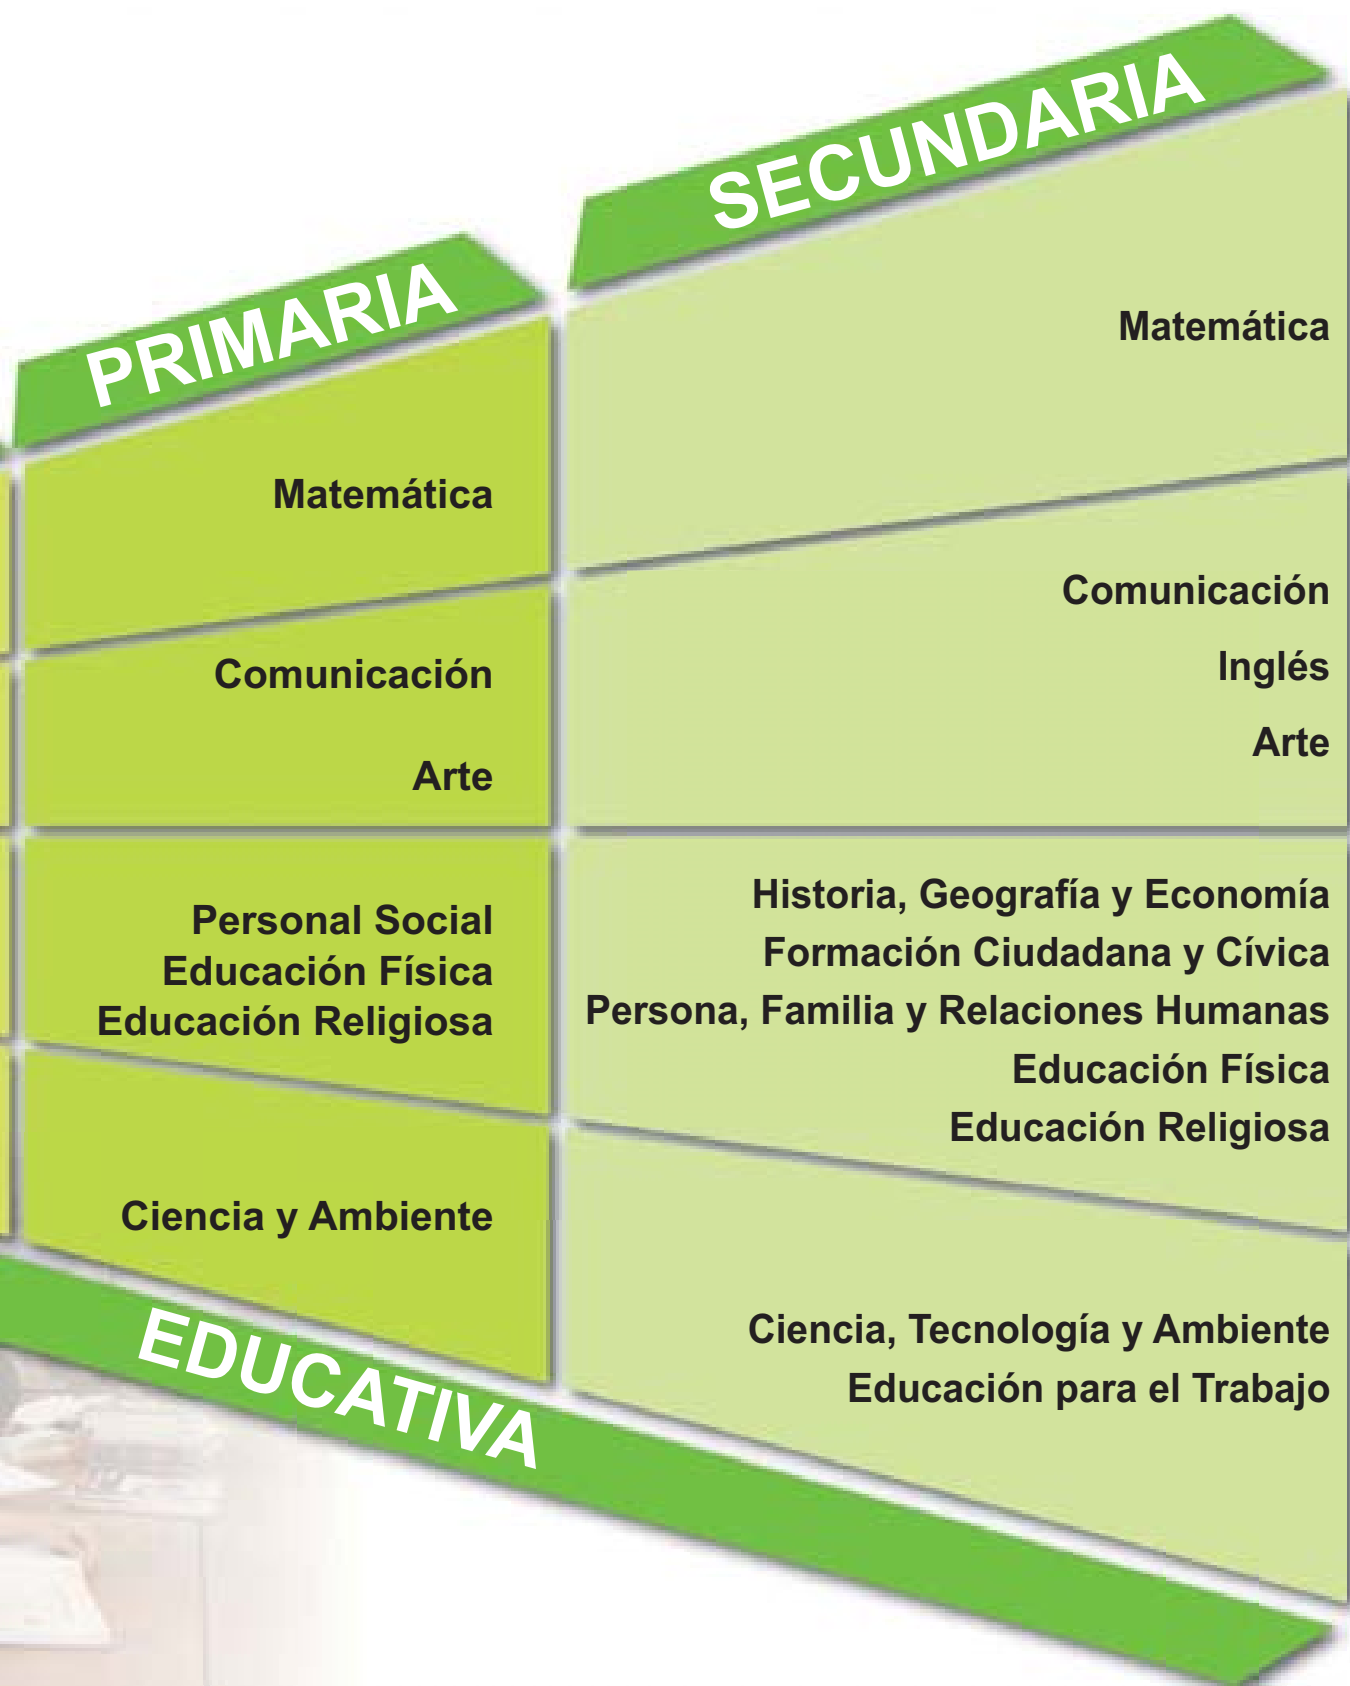 PRIMARIA
Matemática
Comunicación
Arte
Personal Social
Educación Física
Educación Religiosa
Ciencia y Ambiente
SECUNDARIA
Matemática
Comunicación
Inglés
Arte
Historia, Geografía y Economía
Formación Ciudadana y Cívica
Persona, Familia y Relaciones Humanas
Educación Física
Educación Religiosa
Ciencia, Tecnología y Ambiente
Educación para el Trabajo
EDUCATIVA